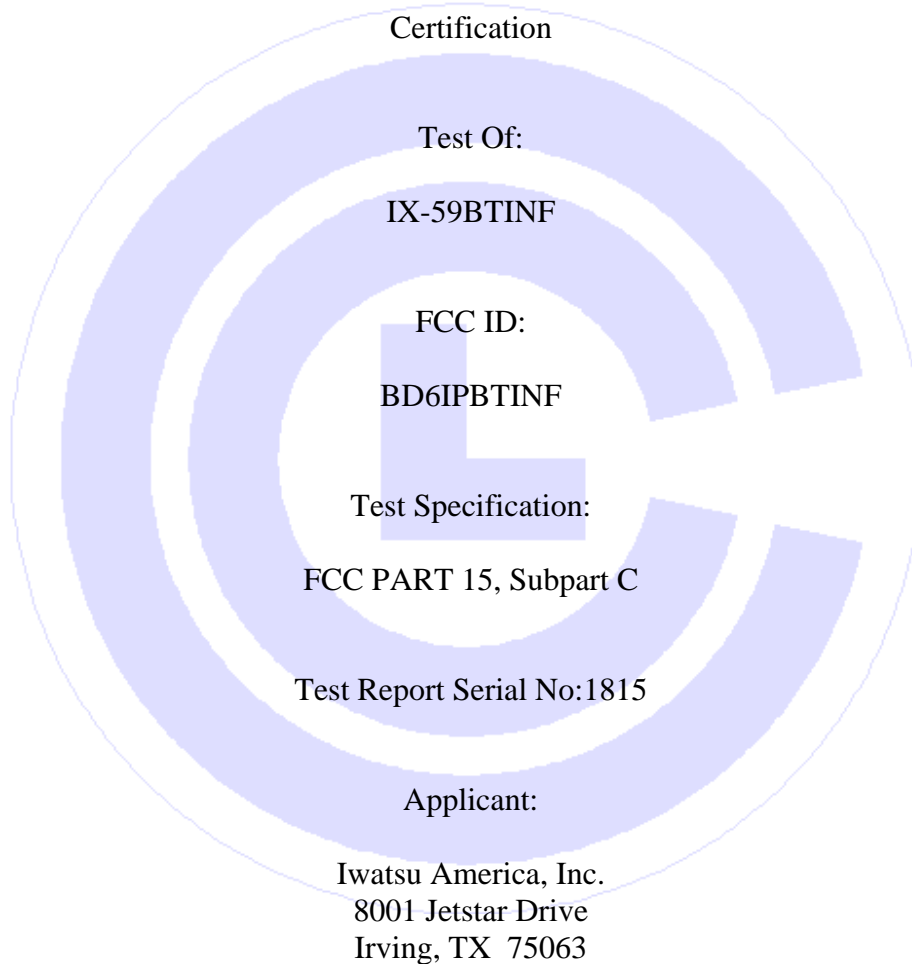 Certification
Test Of:
IX-59BTINF
FCC ID:
BD6IPBTINF
Test Specification:
FCC PART 15, Subpart C
Test Report Serial No:1815
Applicant:
Iwatsu America, Inc.
8001 Jetstar Drive
Irving, TX  75063